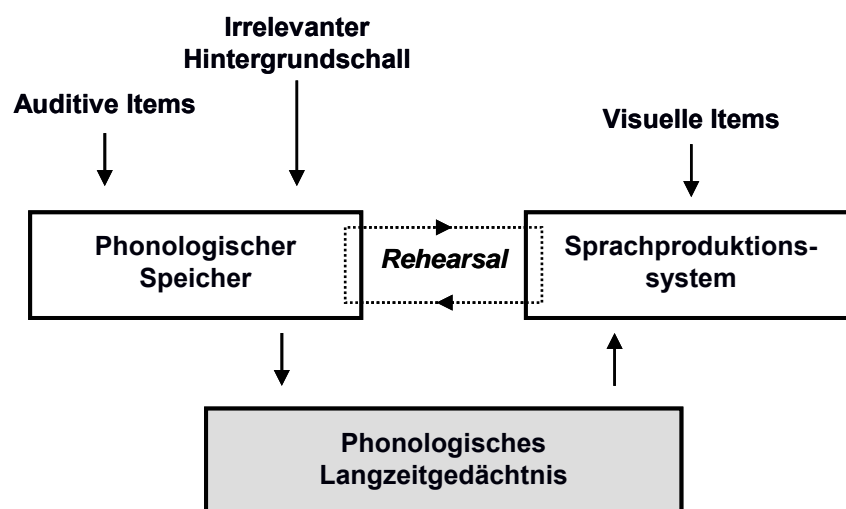 Irrelevanter
Hintergrundschall
Auditive Items
Visuelle Items
Phonologischer
Speicher
Rehearsal
Sprachproduktions-
system
Phonologisches
Langzeitgedächtnis